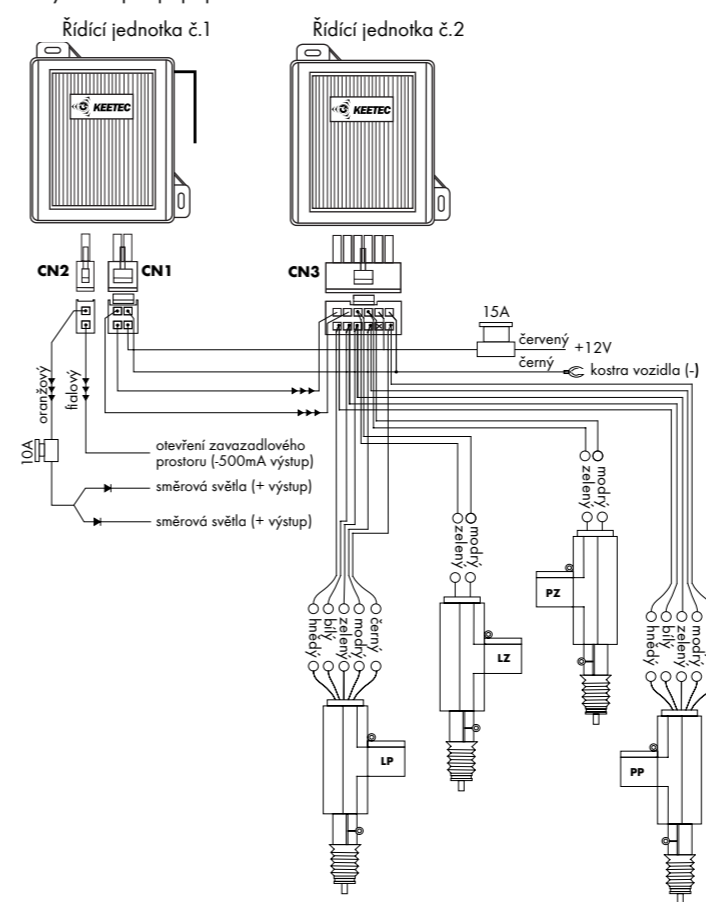 Řídící jednotka č.1
Řídící jednotka č.2
KEETEC
KEETEC
CN2
CN1
CN3
15A
červený
+12V
černý
kostra vozidla (-)
oranžový
fialový
10A
otevření zavazadlového
prostoru (-500mA výstup)
směrová světla (+ výstup)
směrová světla (+ výstup)
zelený
modrý
zelený
modrý
PZ
LZ
hnědý
bílý
zelený
modrý
černý
hnědý
bílý
zelený
modrý
LP
PP